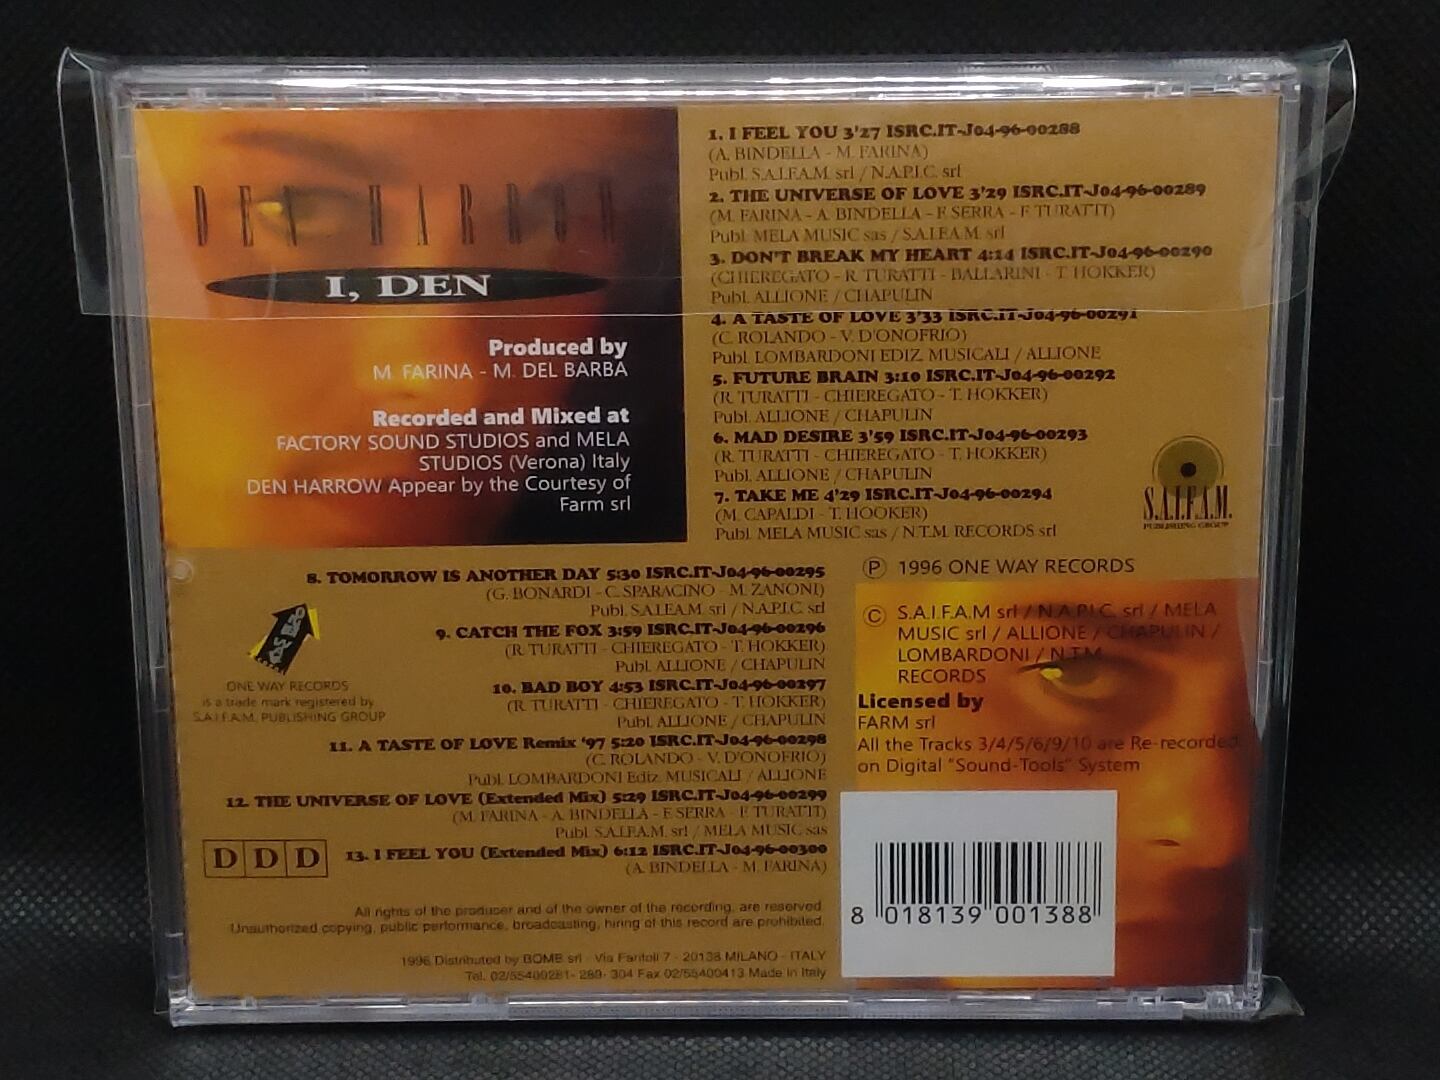 DEN HARROW
I, DEN
Produced by
M. FARINA - M. DEL BARBA
Recorded and Mixed at
FACTORY SOUND STUDIOS and MELA
STUDIOS (Verona) Italy
DEN HARROW Appear by the Courtesy of
Farm srl
1. I FEEL YOU 3'27 ISRC.IT-J04-96-00288
(A. BINDELLA - M. FARINA)
Publ. S.A.I.F.A.M. srl / N.A.P.I.C. srl
2. THE UNIVERSE OF LOVE 3'29 ISRC.IT-J04-96-00289
(M. FARINA - A. BINDELLA - F. SERRA - F. TURATTI)
Publ. MELA MUSIC sas / S.A.I.F.A.M. srl
3. DON'T BREAK MY HEART 4:14 ISRC.IT-J04-96-00290
(CHIEREGATO - R. TURATTI - BALLARINI - T. HOKKER)
Publ. ALLIONE / CHAPULIN
4. A TASTE OF LOVE 3'33 ISRC.IT-J04-96-00291
(C. ROLANDO - V. D'ONOFRIO)
Publ. LOMBARDONI EDIZ. MUSICALI / ALLIONE
5. FUTURE BRAIN 3:10 ISRC.IT-J04-96-00292
(R. TURATTI - CHIEREGATO - T. HOKKER)
Publ. ALLIONE / CHAPULIN
6. MAD DESIRE 3'59 ISRC.IT-J04-96-00293
(R. TURATTI - CHIEREGATO - T. HOKKER)
Publ. ALLIONE / CHAPULIN
7. TAKE ME 4'29 ISRC.IT-J04-96-00294
(M. CAPALDI - T. HOOKER)
Publ. MELA MUSIC sas / N.T.M. RECORDS srl
S.A.I.F.A.M.
PUBLISHING GROUP
8. TOMORROW IS ANOTHER DAY 5:30 ISRC.IT-J04-96-00295
(G. BONARDI - C. SPARACINO - M. ZANONI)
Publ. S.A.I.F.A.M. srl / N.A.P.I.C. srl
9. CATCH THE FOX 3:59 ISRC.IT-J04-96-00296
(R. TURATTI - CHIEREGATO - T. HOKKER)
Publ. ALLIONE / CHAPULIN
10. BAD BOY 4:53 ISRC.IT-J04-96-00297
(R. TURATTI - CHIEREGATO - T. HOKKER)
Publ. ALLIONE / CHAPULIN
11. A TASTE OF LOVE Remix '97 5:20 ISRC.IT-J04-96-00298
(C. ROLANDO - V. D'ONOFRIO)
Publ. LOMBARDONI Ediz. MUSICALI / ALLIONE
12. THE UNIVERSE OF LOVE (Extended Mix) 5:29 ISRC.IT-J04-96-00299
(M. FARINA - A. BINDELLA - F. SERRA - F. TURATTI)
Publ. S.A.I.F.A.M. srl / MELA MUSIC sas
13. I FEEL YOU (Extended Mix) 6:12 ISRC.IT-J04-96-00300
(A. BINDELLA - M. FARINA)
ONE WAY RECORDS
is a trade mark registered by
S.A.I.F.A.M. PUBLISHING GROUP
DDD
All rights of the producer and of the owner of the recording, are reserved.
Unauthorized copying, public performance, broadcasting, hiring of this record are prohibited.
1996 Distributed by BOMB srl - Via Fantoli 7 - 20138 MILANO - ITALY
Tel. 02/55400281- 289- 304 Fax 02/55400413 Made in Italy
Ⓟ 1996 ONE WAY RECORDS
© S.A.I.F.A.M srl / N.A.P.I.C. srl / MELA
MUSIC srl / ALLIONE / CHAPULIN /
LOMBARDONI / N.T.M.
RECORDS
Licensed by
FARM srl
All the Tracks 3/4/5/6/9/10 are Re-recorded
on Digital "Sound-Tools" System
8 018139 001388